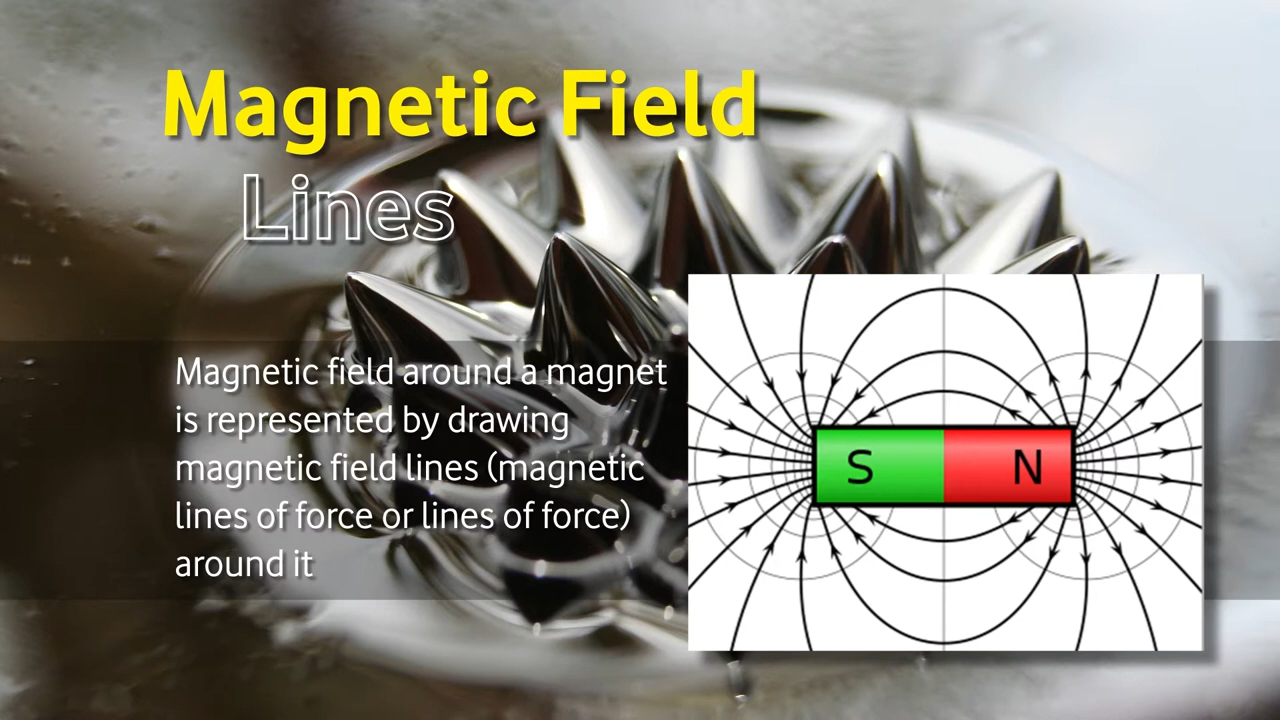 Magnetic Field
Lines
Magnetic field around a magnet
is represented by drawing
magnetic field lines (magnetic
lines of force or lines of force)
around it
S N